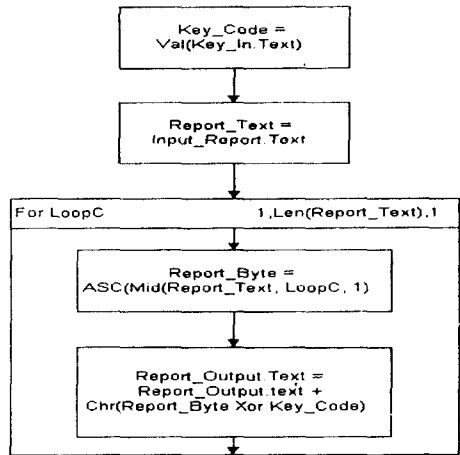 Key_Code =
Val(Key_In.Text)
Report_Text =
Input_Report.Text
For LoopC 1,Len(Report_Text),1
Report_Byte =
ASC(Mid(Report_Text, LoopC, 1)
Report_Output.Text =
Report_Output.text +
Chr(Report_Byte Xor Key_Code)